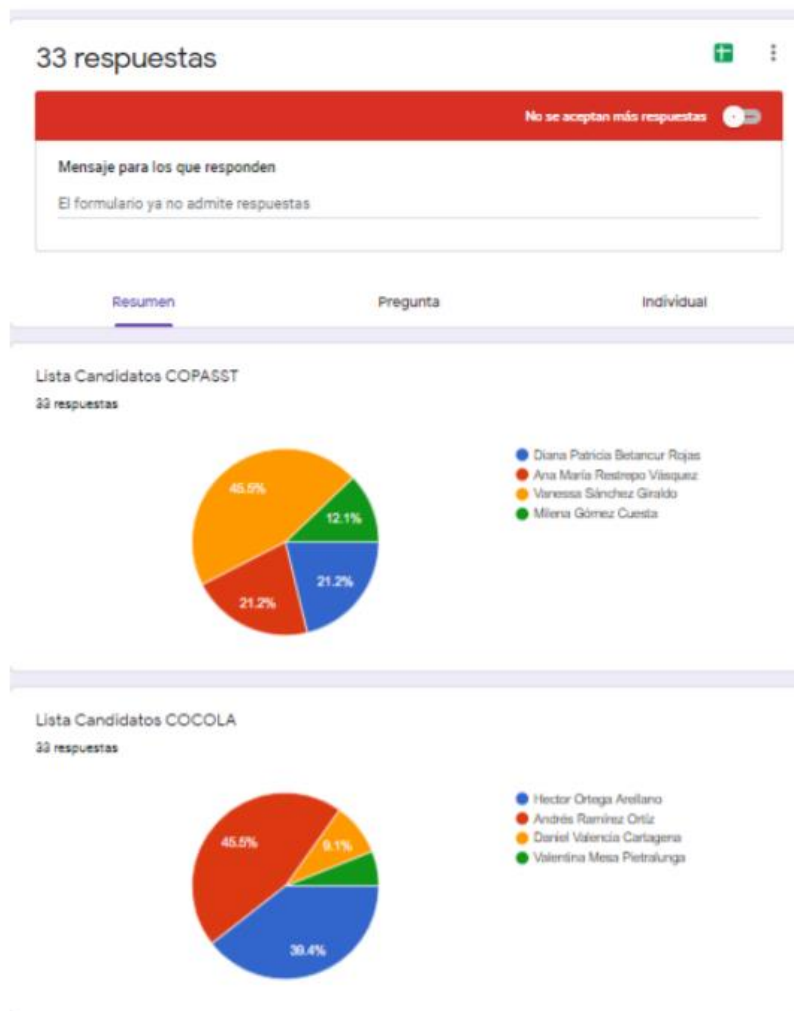 33 respuestas
No se aceptan más respuestas
Mensaje para los que responden
El formulario ya no admite respuestas
Resumen Pregunta Individual
Lista Candidatos COPASST
33 respuestas
45.5%
12.1%
21.2%
21.2%
Diana Patricia Betancur Rojas
Ana María Restrepo Vásquez
Vanessa Sánchez Giraldo
Milena Gómez Cuesta
Lista Candidatos COCOLA
33 respuestas
45.5%
9.1%
39.4%
Hector Ortega Arellano
Andrés Ramírez Ortíz
Daniel Valencia Cartagena
Valentina Mesa Pietralunga